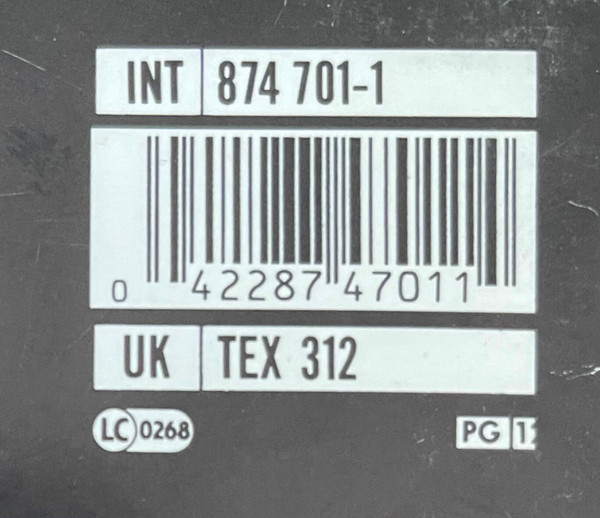 INT 874 701-1
0 42287 47011
UK TEX 312
LC 0268
PG